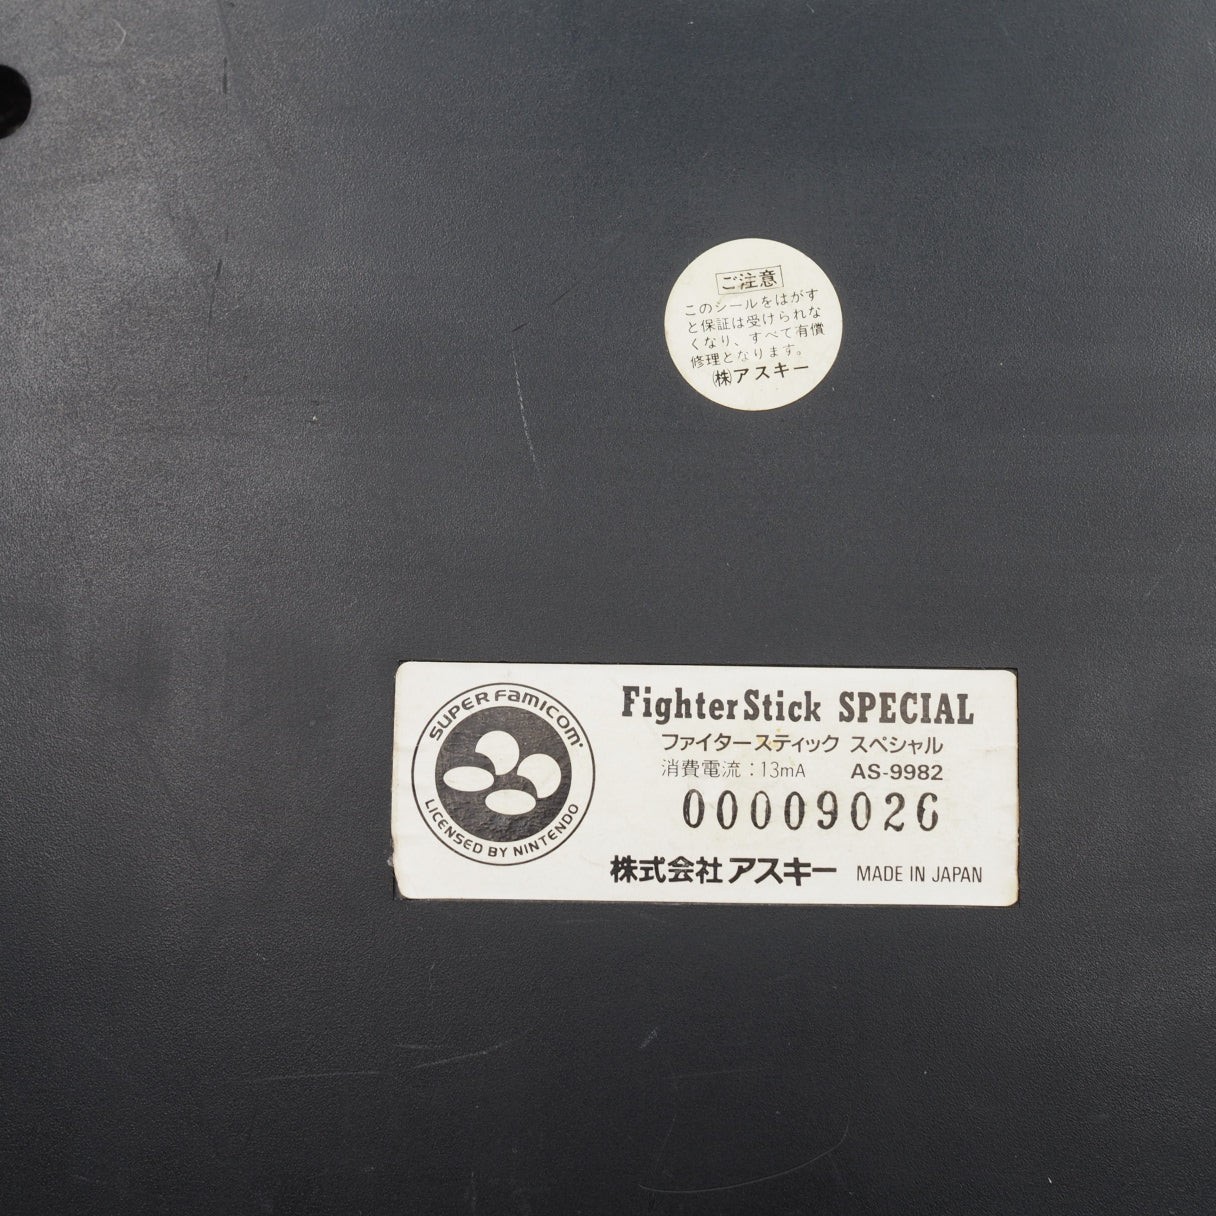 ご注意
このシールをはがす
と保証は受けられな
くなり、すべて有償
修理となります。
㈱アスキー
SUPER FAMICOM
LICENSED BY NINTENDO
FighterStick SPECIAL
ファイタースティック スペシャル
消費電流：13mA AS-9982
00009026
株式会社アスキー MADE IN JAPAN